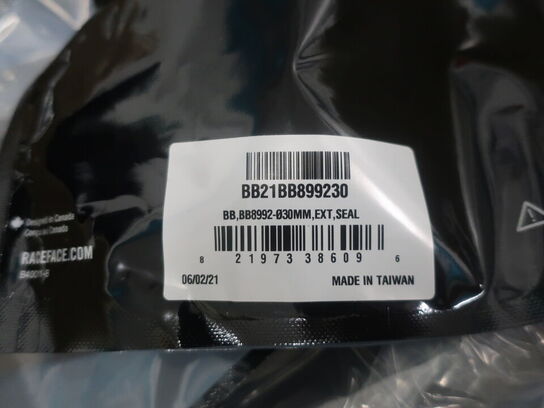 BB21BB899230
BB,BB8992-Ø30MM,EXT,SEAL
8 21973 38609 6
06/02/21 MADE IN TAIWAN
Designed in Canada
Conçu au Canada
RACEFACE.COM